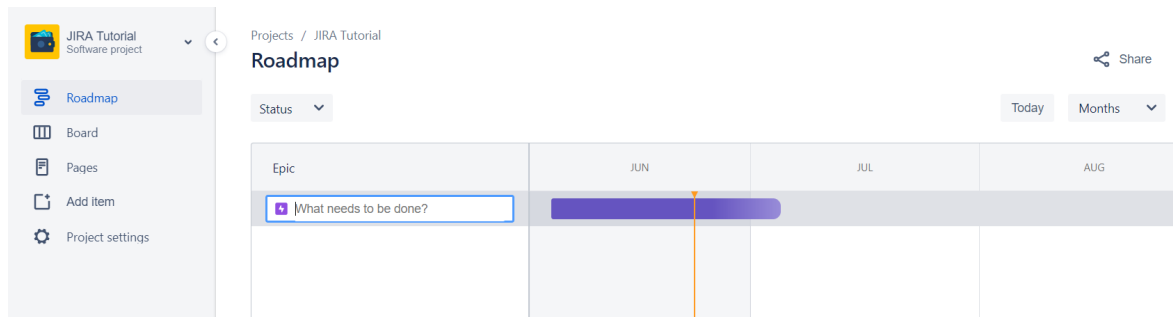 JIRA Tutorial
Software project
Roadmap
Board
Pages
Add item
Project settings
Projects / JIRA Tutorial
Roadmap
Share
Status
Today
Months
Epic
JUN
JUL
AUG
What needs to be done?